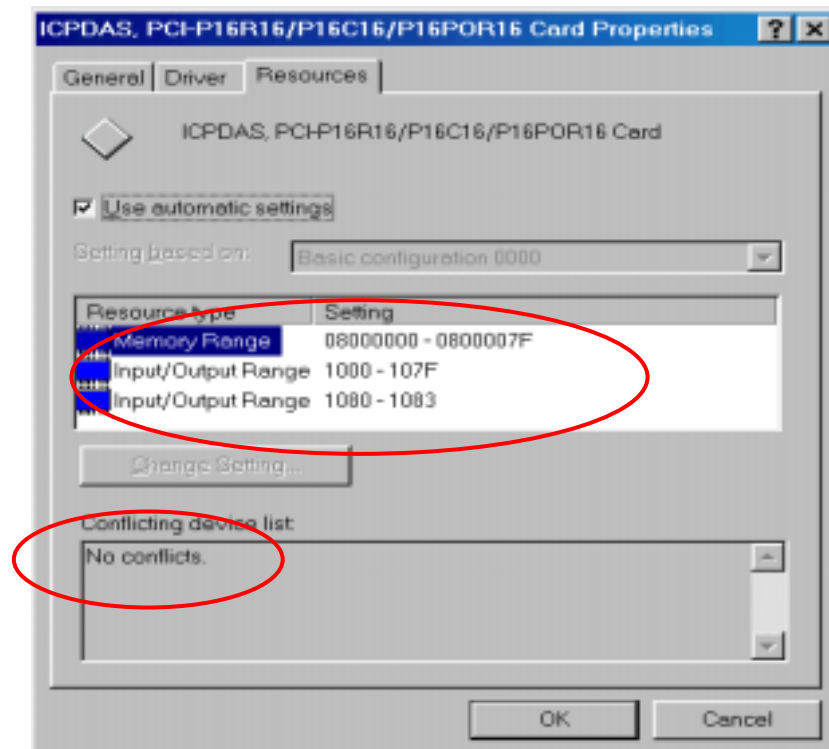 ICPDAS, PCI-P16R16/P16C16/P16POR16 Card Properties
General Driver Resources
ICPDAS, PCI-P16R16/P16C16/P16POR16 Card
Use automatic settings
Setting based on: Basic configuration 0000
Resource type Setting
Memory Range 08000000 - 0800007F
Input/Output Range 1000 - 107F
Input/Output Range 1080 - 1083
Change Setting...
Conflicting device list:
No conflicts.
OK Cancel